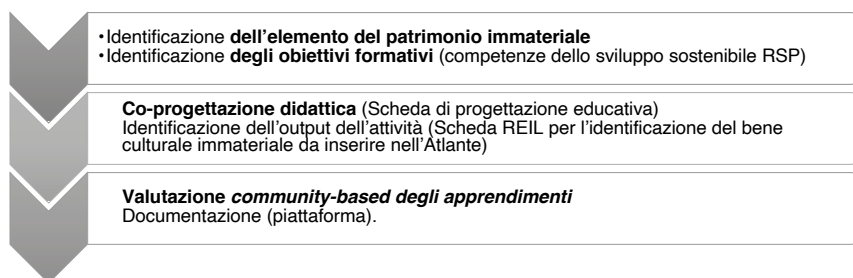 •Identificazione dell'elemento del patrimonio immateriale
•Identificazione degli obiettivi formativi (competenze dello sviluppo sostenibile RSP)
Co-progettazione didattica (Scheda di progettazione educativa)
Identificazione dell'output dell'attività (Scheda REIL per l'identificazione del bene
culturale immateriale da inserire nell'Atlante)
Valutazione community-based degli apprendimenti
Documentazione (piattaforma).